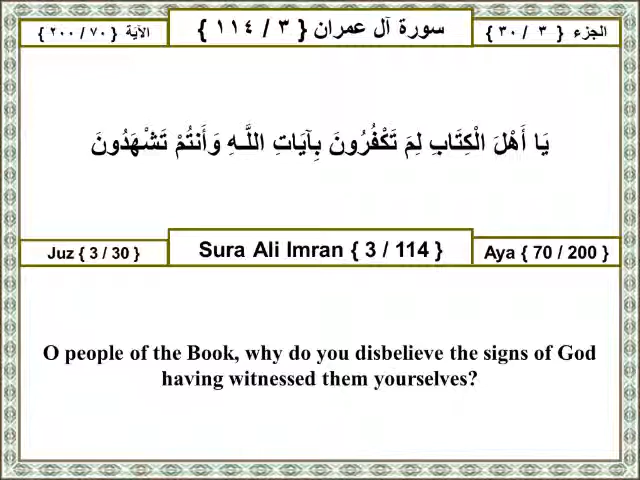 الجزء { ٣ / ٣٠ }
سورة آل عمران { ٣ / ١١٤ }
الآية { ٧٠ / ٢٠٠ }
يَا أَهْلَ الْكِتَابِ لِمَ تَكْفُرُونَ بِآيَاتِ اللَّـهِ وَأَنتُمْ تَشْهَدُونَ
Juz { 3 / 30 }
Sura Ali Imran { 3 / 114 }
Aya { 70 / 200 }
O people of the Book, why do you disbelieve the signs of God
having witnessed them yourselves?